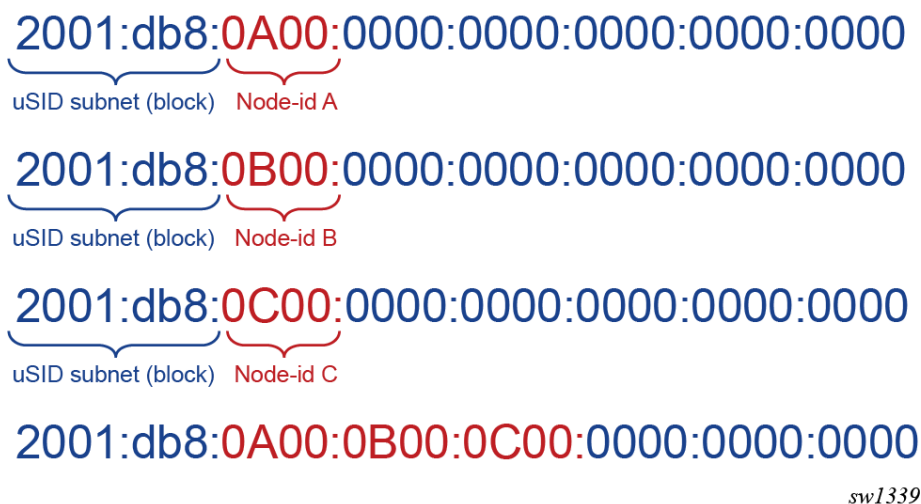 2001:db8:0A00:0000:0000:0000:0000:0000
uSID subnet (block) Node-id A
2001:db8:0B00:0000:0000:0000:0000:0000
uSID subnet (block) Node-id B
2001:db8:0C00:0000:0000:0000:0000:0000
uSID subnet (block) Node-id C
2001:db8:0A00:0B00:0C00:0000:0000:0000
sw1339